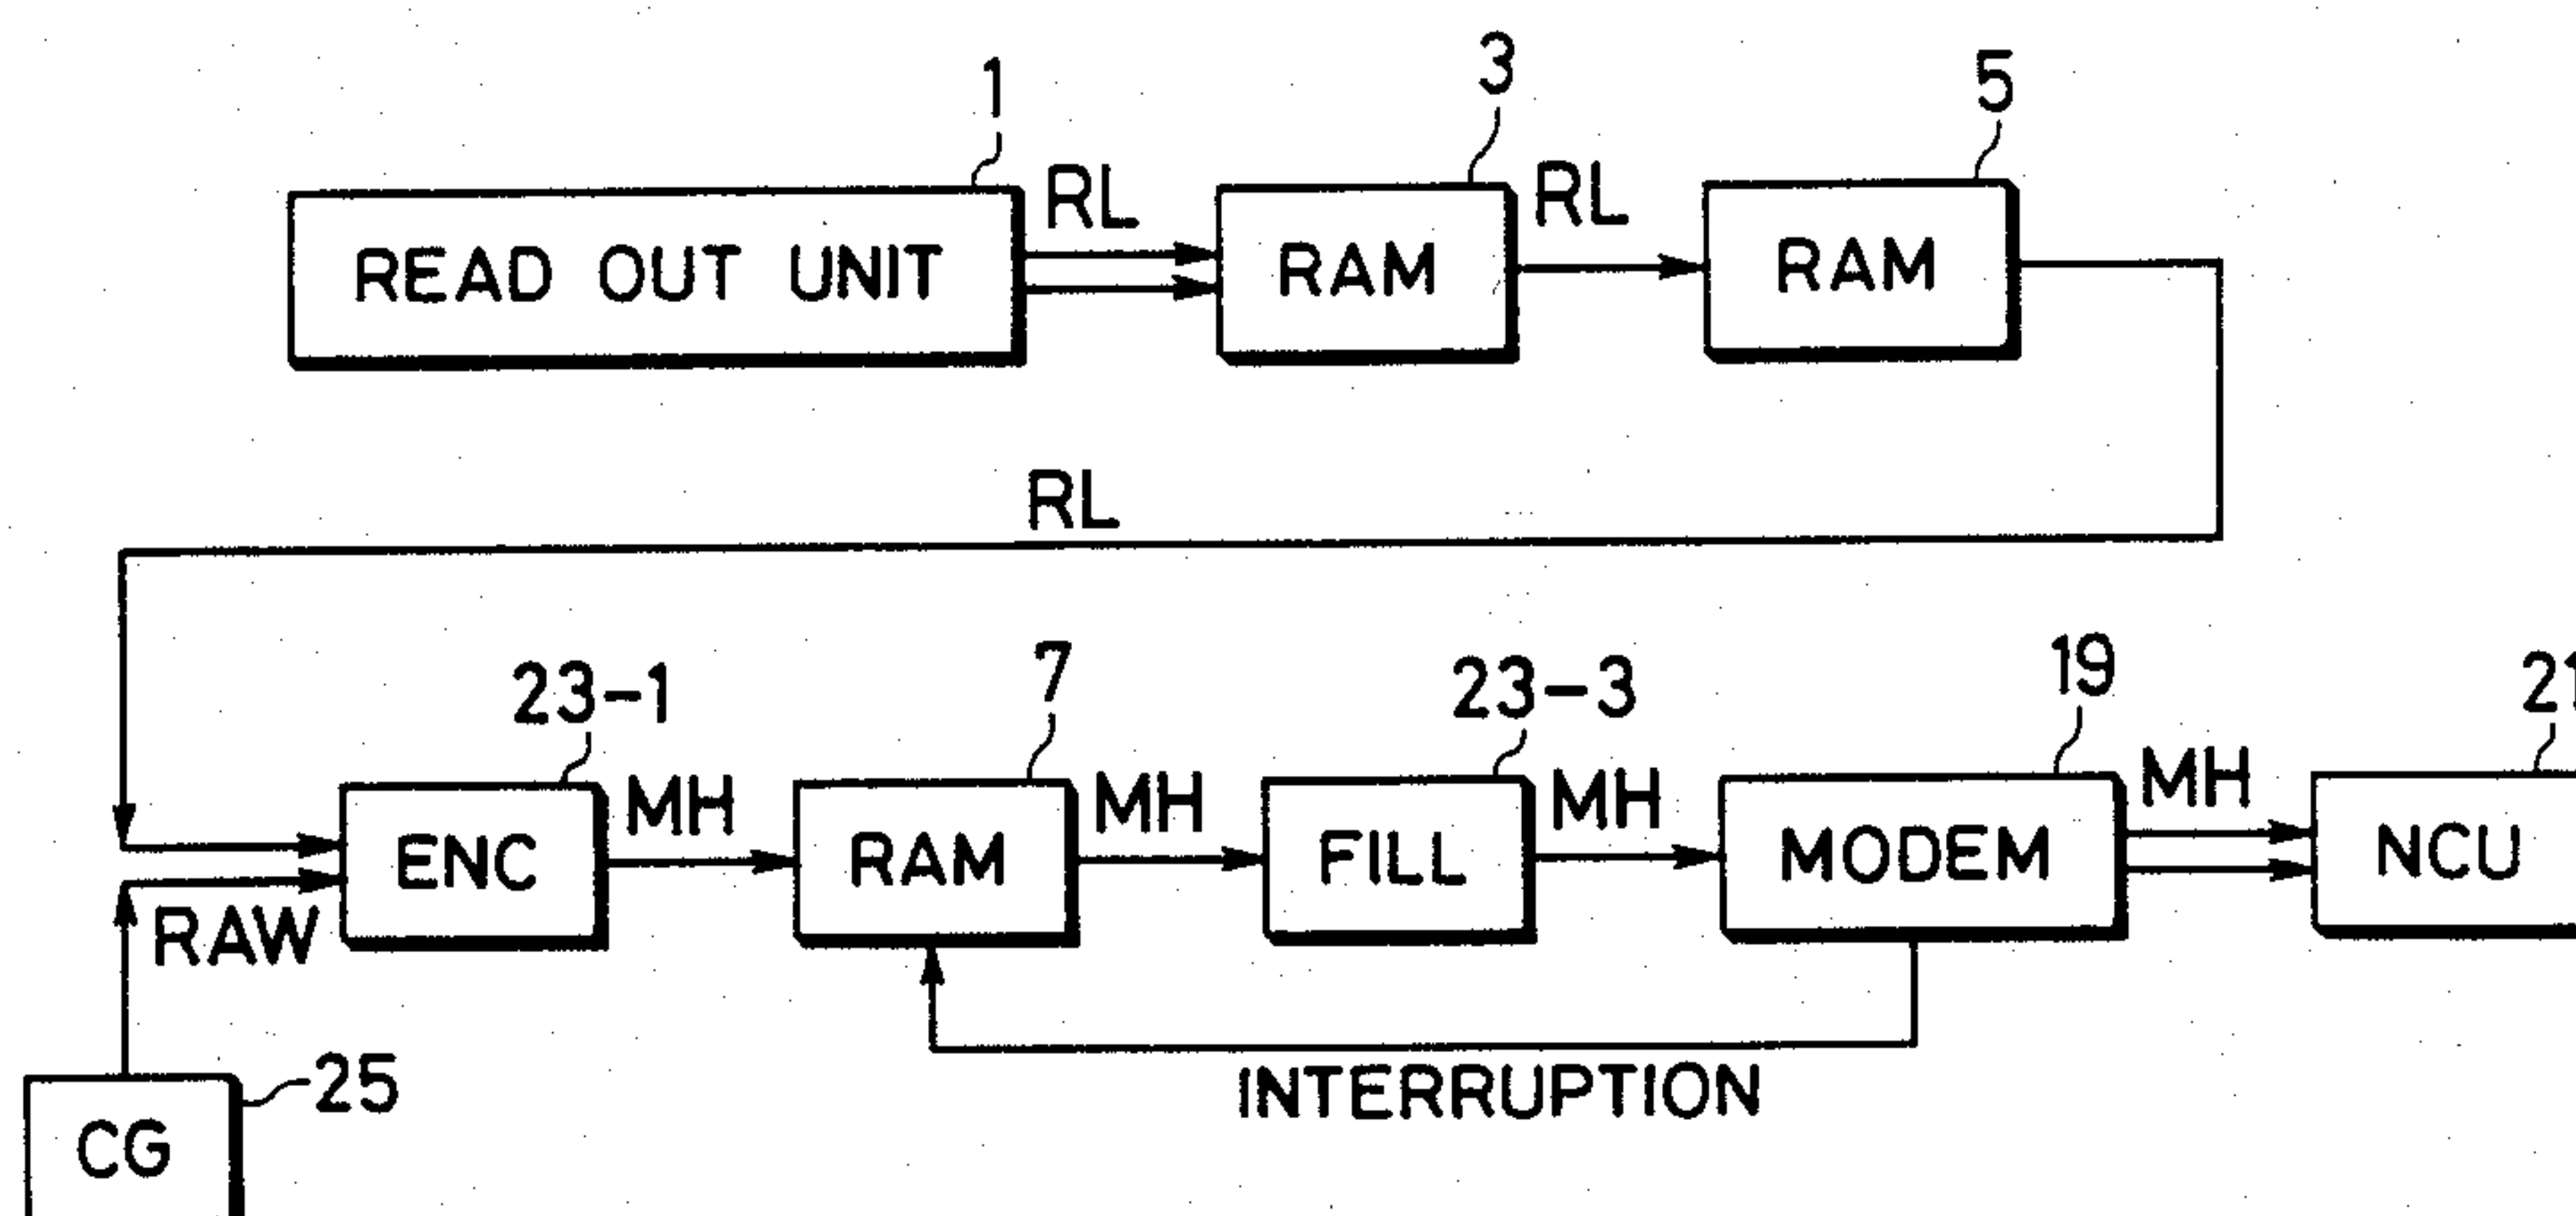 1
3
5
RL
RL
READ OUT UNIT
RAM
RAM
RL
23-1
7
23-3
19
21
MH
MH
MH
MH
ENC
RAM
FILL
MODEM
NCU
RAW
INTERRUPTION
25
CG